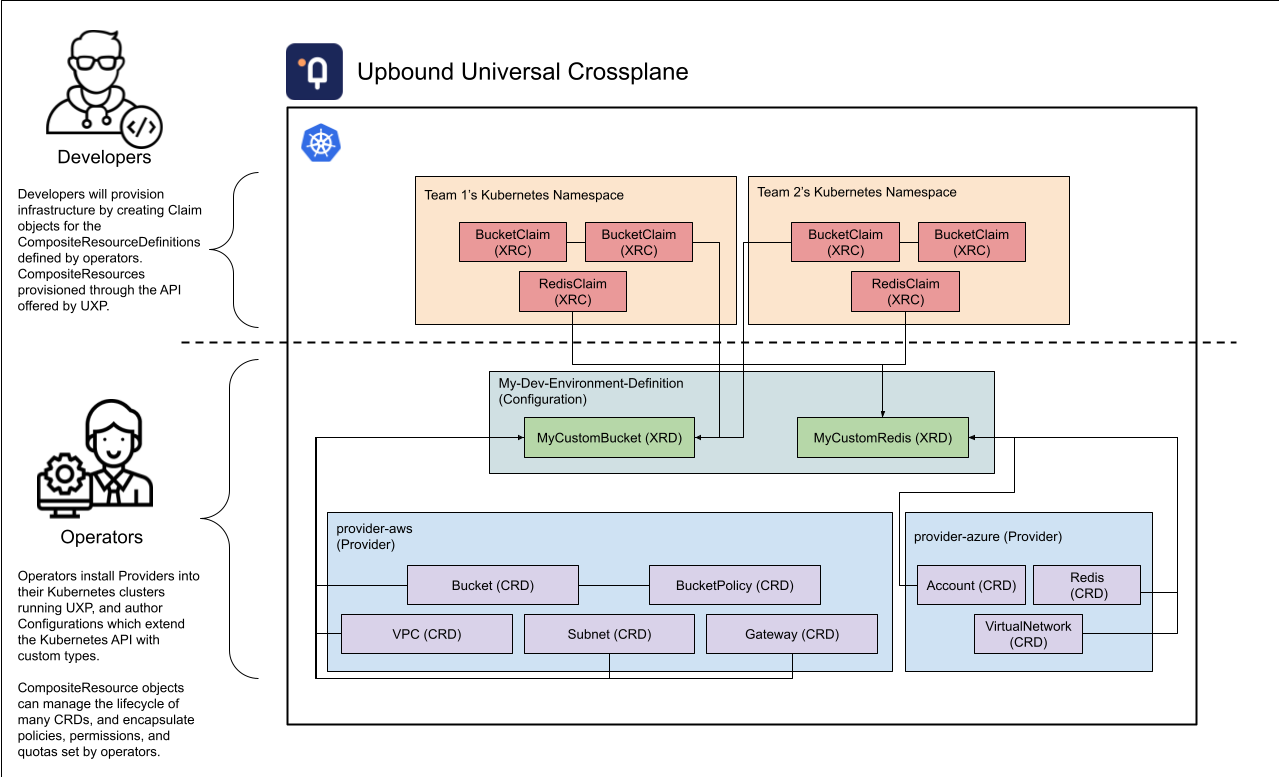 Upbound Universal Crossplane
Developers
Developers will provision
infrastructure by creating Claim
objects for the
CompositeResourceDefinitions
defined by operators.
CompositeResources
provisioned through the API
offered by UXP.
Team 1's Kubernetes Namespace
BucketClaim
(XRC)
BucketClaim
(XRC)
RedisClaim
(XRC)
Team 2's Kubernetes Namespace
BucketClaim
(XRC)
BucketClaim
(XRC)
RedisClaim
(XRC)
My-Dev-Environment-Definition
(Configuration)
MyCustomBucket (XRD)
MyCustomRedis (XRD)
Operators
Operators install Providers into
their Kubernetes clusters
running UXP, and author
Configurations which extend
the Kubernetes API with
custom types.
CompositeResource objects
can manage the lifecycle of
many CRDs, and encapsulate
policies, permissions, and
quotas set by operators.
provider-aws
(Provider)
Bucket (CRD)
BucketPolicy (CRD)
VPC (CRD)
Subnet (CRD)
Gateway (CRD)
provider-azure (Provider)
Account (CRD)
Redis
(CRD)
VirtualNetwork
(CRD)